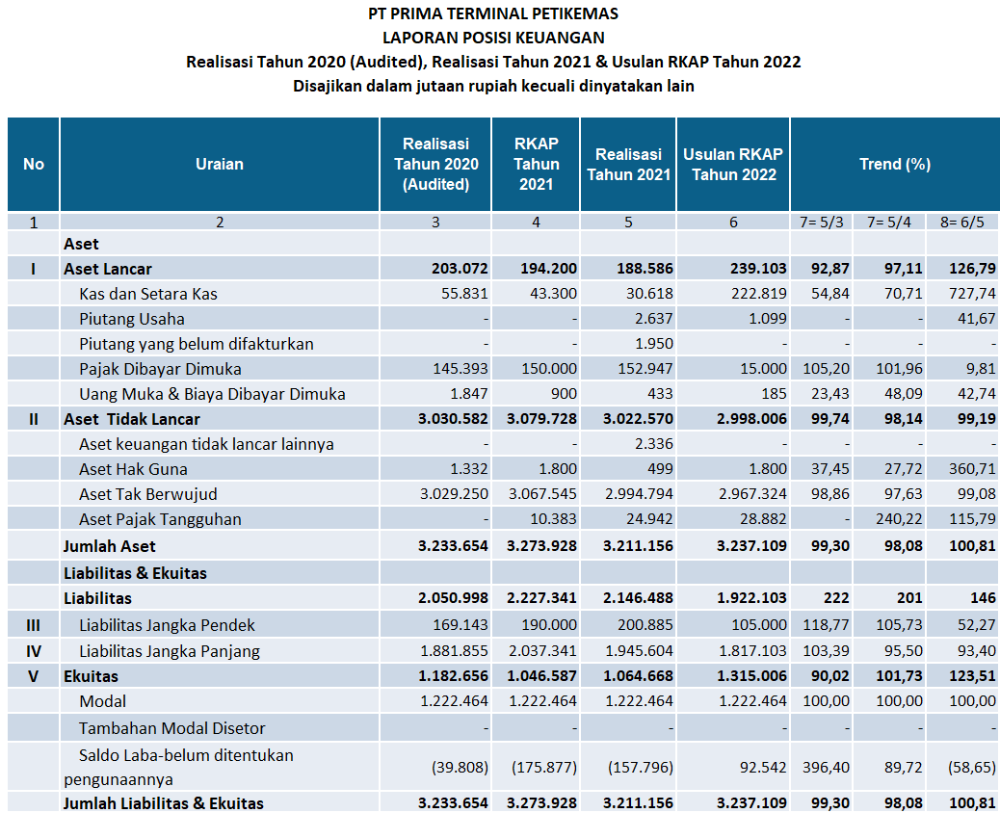 PT PRIMA TERMINAL PETIKEMAS
LAPORAN POSISI KEUANGAN
Realisasi Tahun 2020 (Audited), Realisasi Tahun 2021 & Usulan RKAP Tahun 2022
Disajikan dalam jutaan rupiah kecuali dinyatakan lain
No Uraian Realisasi Tahun 2020 (Audited) RKAP Tahun 2021 Realisasi Tahun 2021 Usulan RKAP Tahun 2022 Trend (%)
1 2 3 4 5 6 7= 5/3 7= 5/4 8= 6/5
Aset
I Aset Lancar 203.072 194.200 188.586 239.103 92,87 97,11 126,79
Kas dan Setara Kas 55.831 43.300 30.618 222.819 54,84 70,71 727,74
Piutang Usaha - - 2.637 1.099 - - 41,67
Piutang yang belum difakturkan - - 1.950 - - - -
Pajak Dibayar Dimuka 145.393 150.000 152.947 15.000 105,20 101,96 9,81
Uang Muka & Biaya Dibayar Dimuka 1.847 900 433 185 23,43 48,09 42,74
II Aset Tidak Lancar 3.030.582 3.079.728 3.022.570 2.998.006 99,74 98,14 99,19
Aset keuangan tidak lancar lainnya - - 2.336 - - - -
Aset Hak Guna 1.332 1.800 499 1.800 37,45 27,72 360,71
Aset Tak Berwujud 3.029.250 3.067.545 2.994.794 2.967.324 98,86 97,63 99,08
Aset Pajak Tangguhan - 10.383 24.942 28.882 - 240,22 115,79
Jumlah Aset 3.233.654 3.273.928 3.211.156 3.237.109 99,30 98,08 100,81
Liabilitas & Ekuitas
Liabilitas 2.050.998 2.227.341 2.146.488 1.922.103 222 201 146
III Liabilitas Jangka Pendek 169.143 190.000 200.885 105.000 118,77 105,73 52,27
IV Liabilitas Jangka Panjang 1.881.855 2.037.341 1.945.604 1.817.103 103,39 95,50 93,40
V Ekuitas 1.182.656 1.046.587 1.064.668 1.315.006 90,02 101,73 123,51
Modal 1.222.464 1.222.464 1.222.464 1.222.464 100,00 100,00 100,00
Tambahan Modal Disetor - - - - - - -
Saldo Laba-belum ditentukan
pengunaannya (39.808) (175.877) (157.796) 92.542 396,40 89,72 (58,65)
Jumlah Liabilitas & Ekuitas 3.233.654 3.273.928 3.211.156 3.237.109 99,30 98,08 100,81